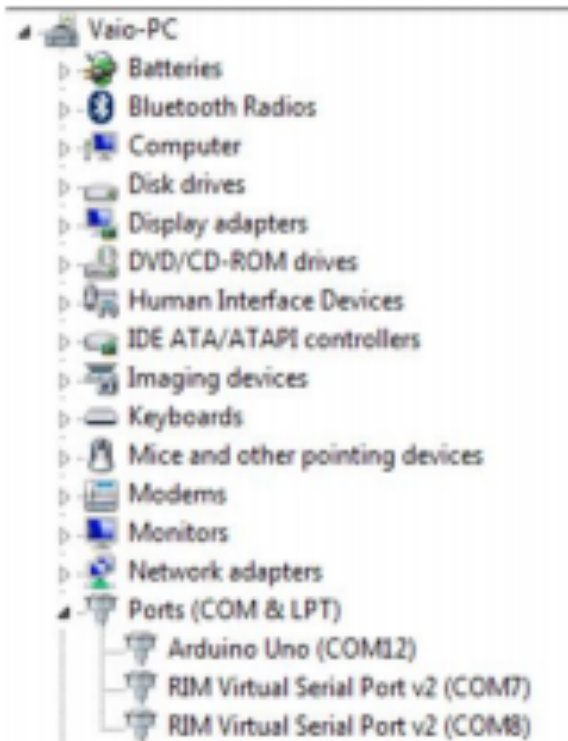 Vaio-PC
Batteries
Bluetooth Radios
Computer
Disk drives
Display adapters
DVD/CD-ROM drives
Human Interface Devices
IDE ATA/ATAPI controllers
Imaging devices
Keyboards
Mice and other pointing devices
Modems
Monitors
Network adapters
Ports (COM & LPT)
Arduino Uno (COM12)
RIM Virtual Serial Port v2 (COM7)
RIM Virtual Serial Port v2 (COM8)